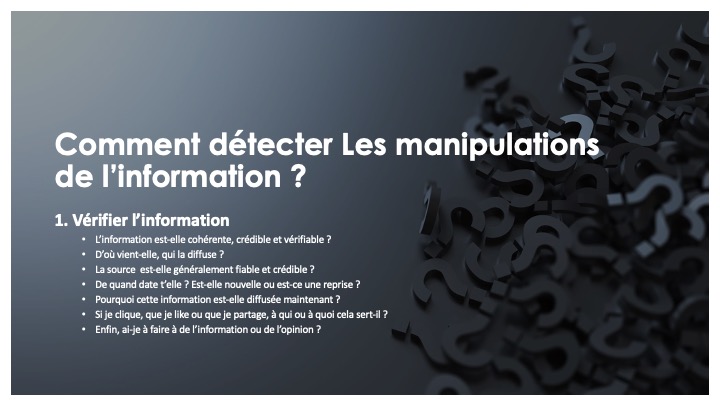 Comment détecter Les manipulations
de l’information ?
1. Vérifier l’information
• L’information est-elle cohérente, crédible et vérifiable ?
• D’où vient-elle, qui la diffuse ?
• La source est-elle généralement fiable et crédible ?
• De quand date t’elle ? Est-elle nouvelle ou est-ce une reprise ?
• Pourquoi cette information est-elle diffusée maintenant ?
• Si je clique, que je like ou que je partage, à qui ou à quoi cela sert-il ?
• Enfin, ai-je à faire à de l’information ou de l’opinion ?